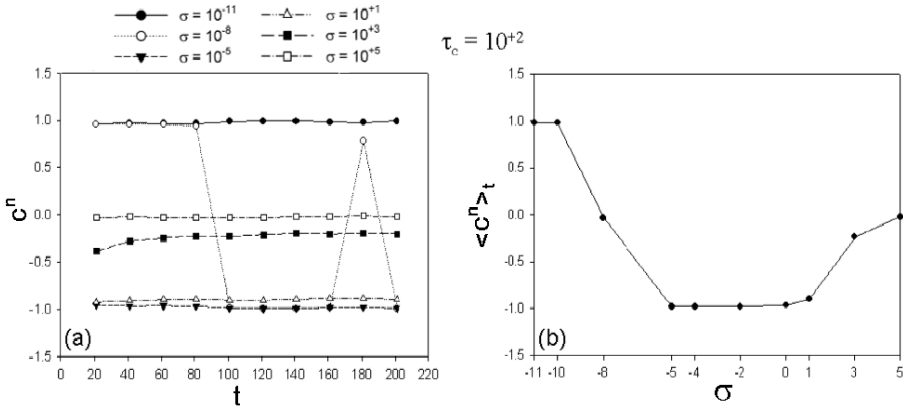 σ = 10⁻¹¹
σ = 10⁻⁸
σ = 10⁻⁵
σ = 10⁺¹
σ = 10⁺³
σ = 10⁺⁵
τc = 10⁺²
1.5
1.0
0.5
0.0
-0.5
-1.0
-1.5
cⁿ
(a)
0 20 40 60 80 100 120 140 160 180 200 220
t
1.5
1.0
0.5
0.0
-0.5
-1.0
-1.5
<cⁿ>t
(b)
-11 -10 -8 -5 -4 -2 0 1 3 5
σ